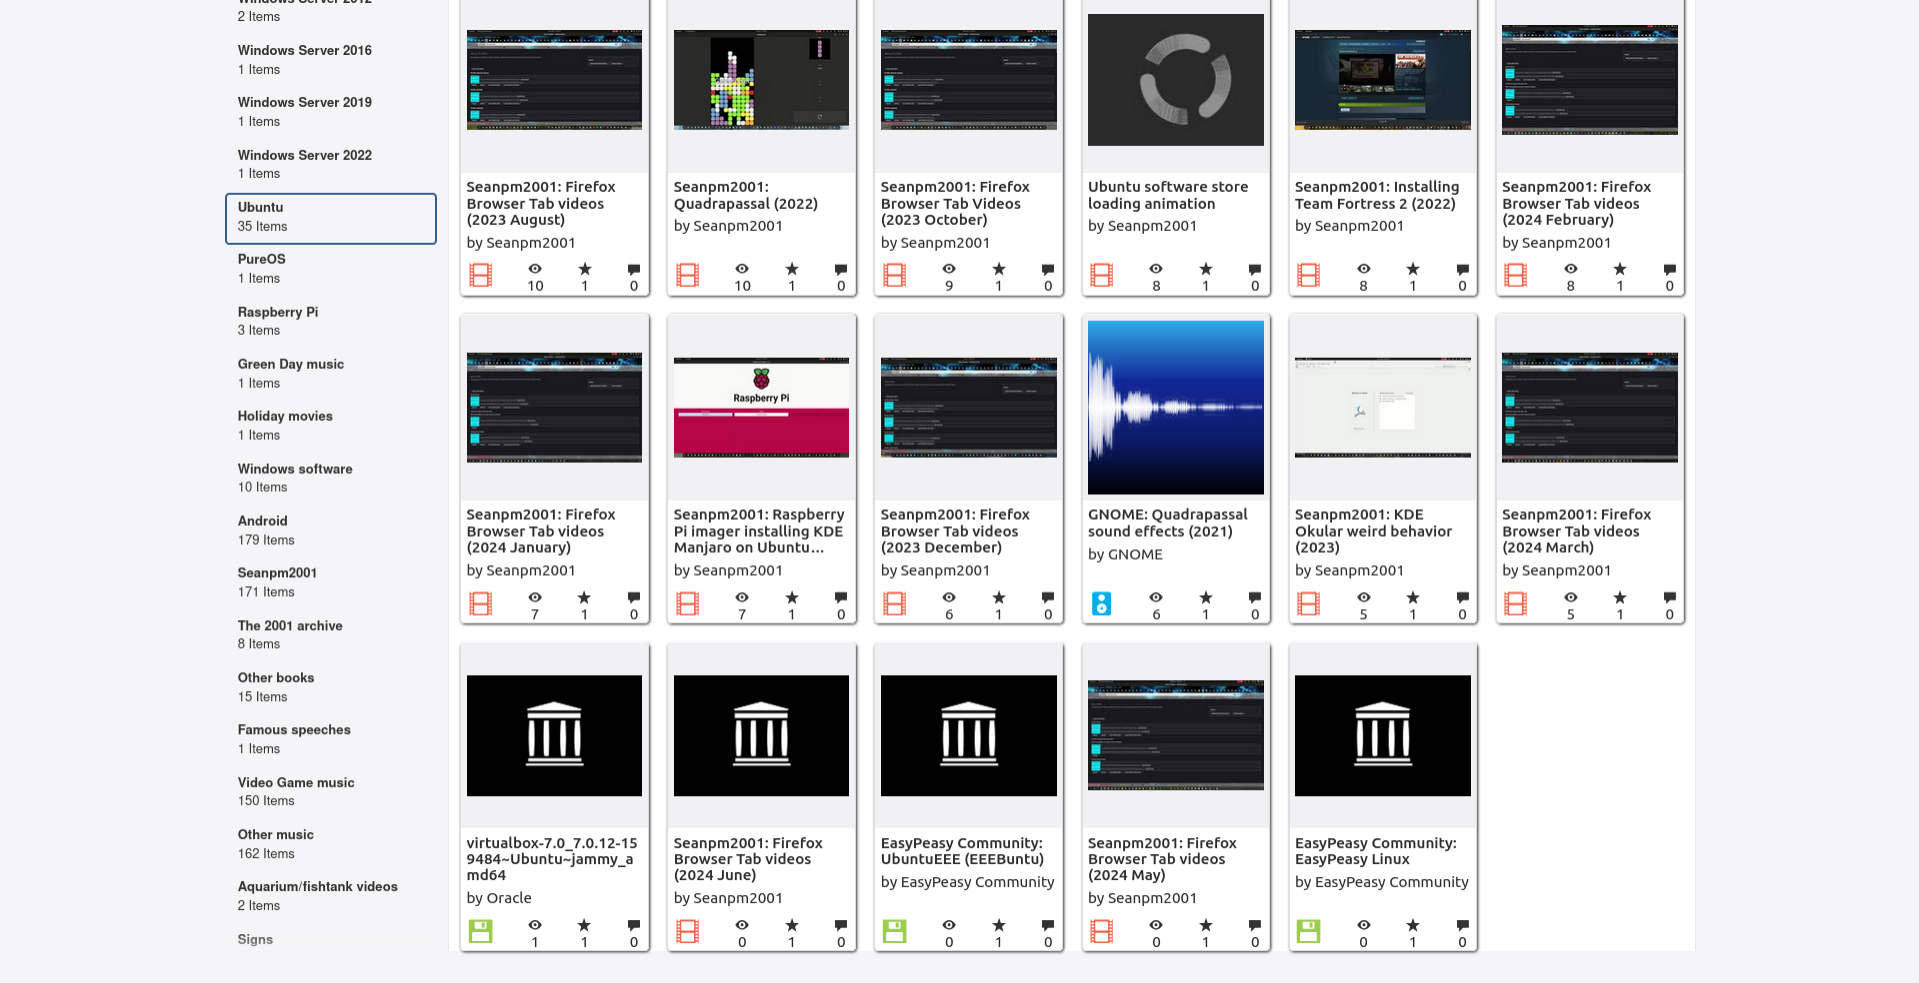 Windows Server 2012
2 Items
Windows Server 2016
1 Items
Windows Server 2019
1 Items
Windows Server 2022
1 Items
Ubuntu
35 Items
PureOS
1 Items
Raspberry Pi
3 Items
Green Day music
1 Items
Holiday movies
1 Items
Windows software
10 Items
Android
179 Items
Seanpm2001
171 Items
The 2001 archive
8 Items
Other books
15 Items
Famous speeches
1 Items
Video Game music
150 Items
Other music
162 Items
Aquarium/fishtank videos
2 Items
Signs
Seanpm2001: Firefox
Browser Tab videos
(2023 August)
by Seanpm2001
10 1 0
Seanpm2001:
Quadrapassal (2022)
by Seanpm2001
10 1 0
Seanpm2001: Firefox
Browser Tab Videos
(2023 October)
by Seanpm2001
9 1 0
Ubuntu software store
loading animation
by Seanpm2001
8 1 0
Seanpm2001: Installing
Team Fortress 2 (2022)
by Seanpm2001
8 1 0
Seanpm2001: Firefox
Browser Tab videos
(2024 February)
by Seanpm2001
8 1 0
Seanpm2001: Firefox
Browser Tab videos
(2024 January)
by Seanpm2001
7 1 0
Raspberry Pi
Seanpm2001: Raspberry
Pi imager installing KDE
Manjaro on Ubuntu...
by Seanpm2001
7 1 0
Seanpm2001: Firefox
Browser Tab videos
(2023 December)
by Seanpm2001
6 1 0
GNOME: Quadrapassal
sound effects (2021)
by GNOME
6 1 0
Seanpm2001: KDE
Okular weird behavior
(2023)
by Seanpm2001
5 1 0
Seanpm2001: Firefox
Browser Tab videos
(2024 March)
by Seanpm2001
5 1 0
virtualbox-7.0_7.0.12-15
9484~Ubuntu~jammy_a
md64
by Oracle
1 1 0
Seanpm2001: Firefox
Browser Tab videos
(2024 June)
by Seanpm2001
0 1 0
EasyPeasy Community:
UbuntuEEE (EEEBuntu)
by EasyPeasy Community
0 1 0
Seanpm2001: Firefox
Browser Tab videos
(2024 May)
by Seanpm2001
0 1 0
EasyPeasy Community:
EasyPeasy Linux
by EasyPeasy Community
0 1 0